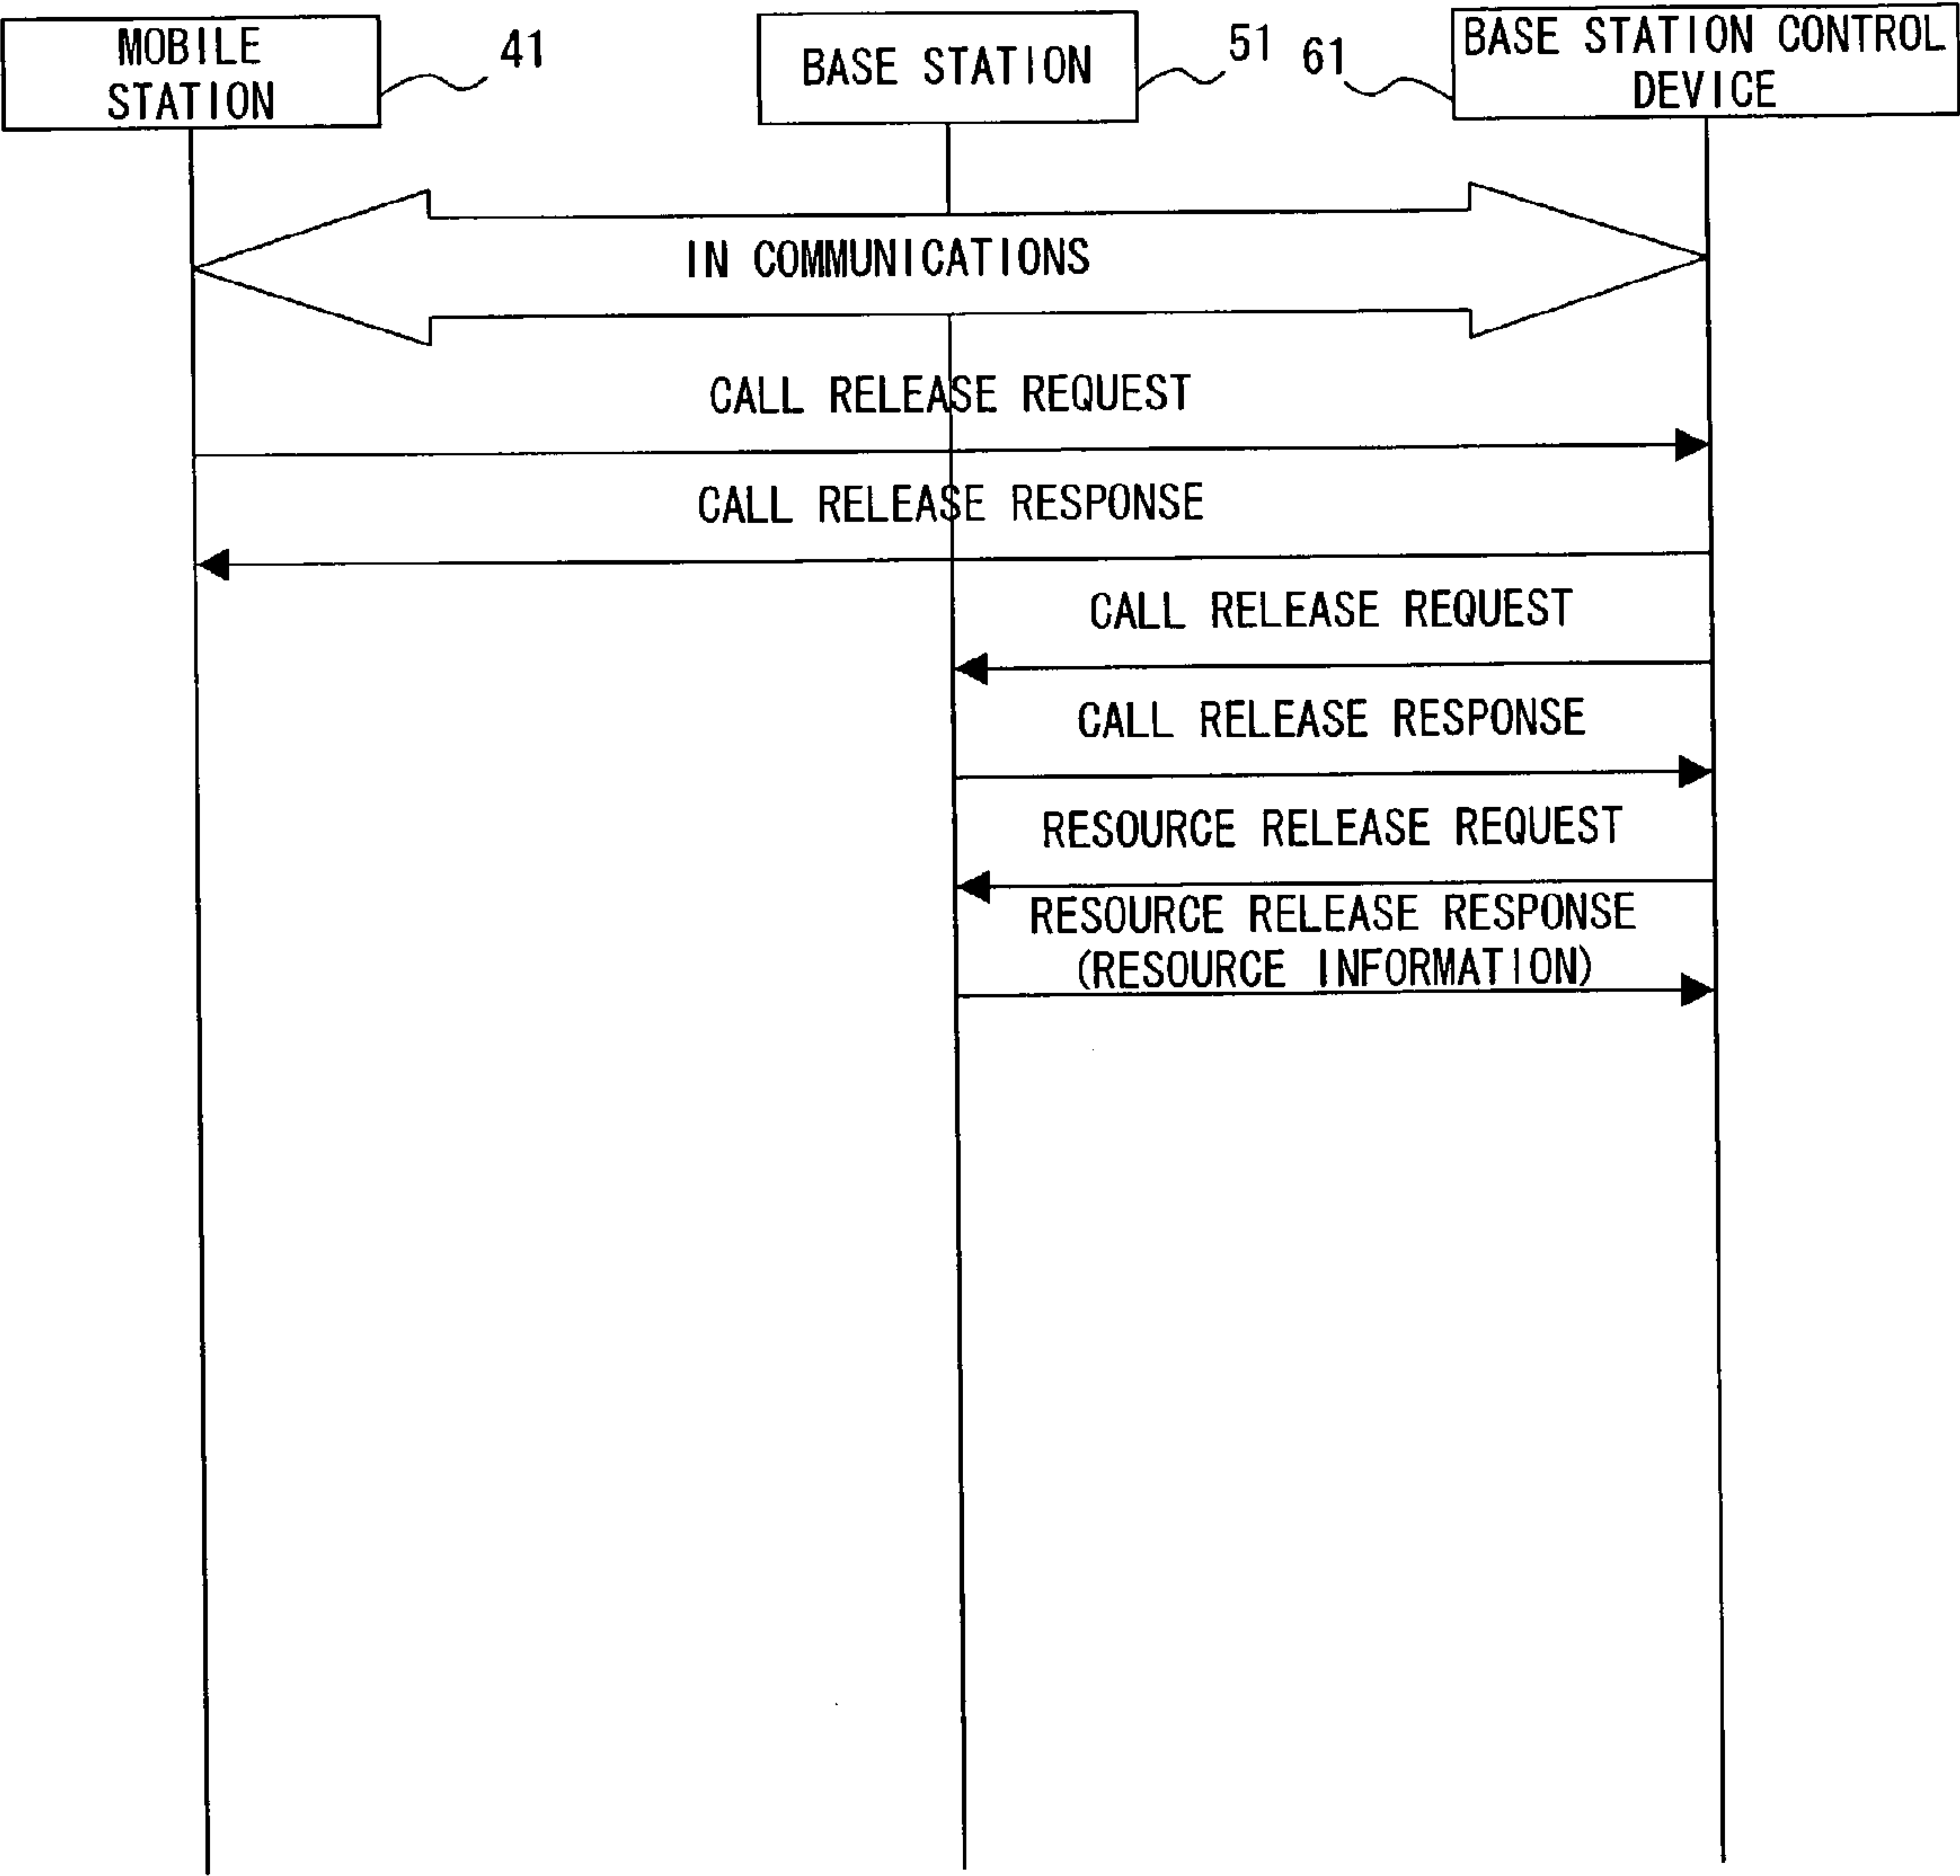 MOBILE
STATION
41
BASE STATION
51
61
BASE STATION CONTROL
DEVICE
IN COMMUNICATIONS
CALL RELEASE REQUEST
CALL RELEASE RESPONSE
CALL RELEASE REQUEST
CALL RELEASE RESPONSE
RESOURCE RELEASE REQUEST
RESOURCE RELEASE RESPONSE
(RESOURCE INFORMATION)